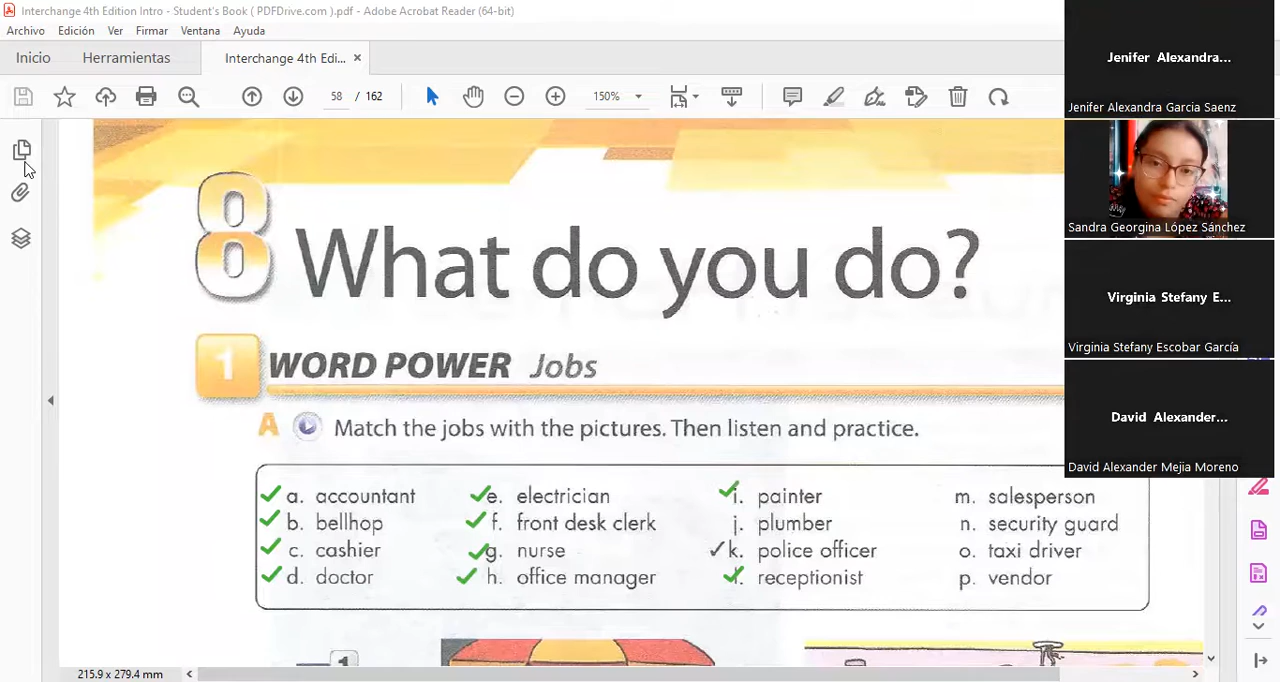 Interchange 4th Edition Intro - Student's Book ( PDFDrive.com ).pdf - Adobe Acrobat Reader (64-bit)
Archivo Edición Ver Firmar Ventana Ayuda
Inicio Herramientas Interchange 4th Edi... ×
58 / 162 150%
8 What do you do?
1 WORD POWER Jobs
A Match the jobs with the pictures. Then listen and practice.
a. accountant e. electrician i. painter m. salesperson
b. bellhop f. front desk clerk j. plumber n. security guard
c. cashier g. nurse k. police officer o. taxi driver
d. doctor h. office manager l. receptionist p. vendor
1
215.9 x 279.4 mm
Jenifer Alexandra...
Jenifer Alexandra Garcia Saenz
Sandra Georgina López Sánchez
Virginia Stefany E...
Virginia Stefany Escobar García
David Alexander...
David Alexander Mejia Moreno